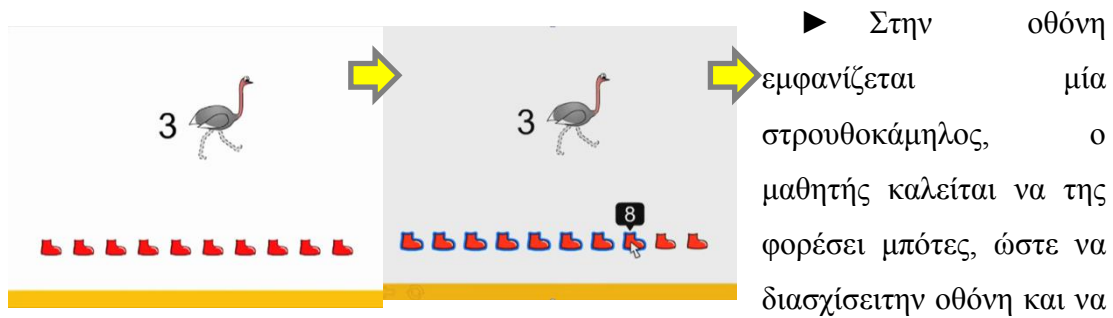 3
3
8
► Στην οθόνη
εμφανίζεται μία
στρουθοκάμηλος, ο
μαθητής καλείται να της
φορέσει μπότες, ώστε να
διασχίσειτην οθόνη και να